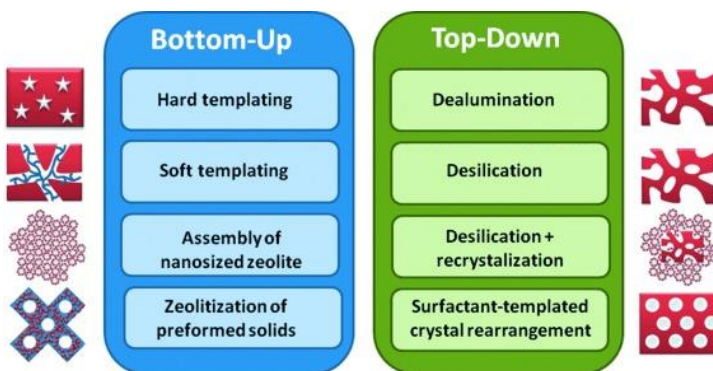 Bottom-Up
Hard templating
Soft templating
Assembly of
nanosized zeolite
Zeolitization of
preformed solids
Top-Down
Dealumination
Desilication
Desilication +
recrystalization
Surfactant-templated
crystal rearrangement